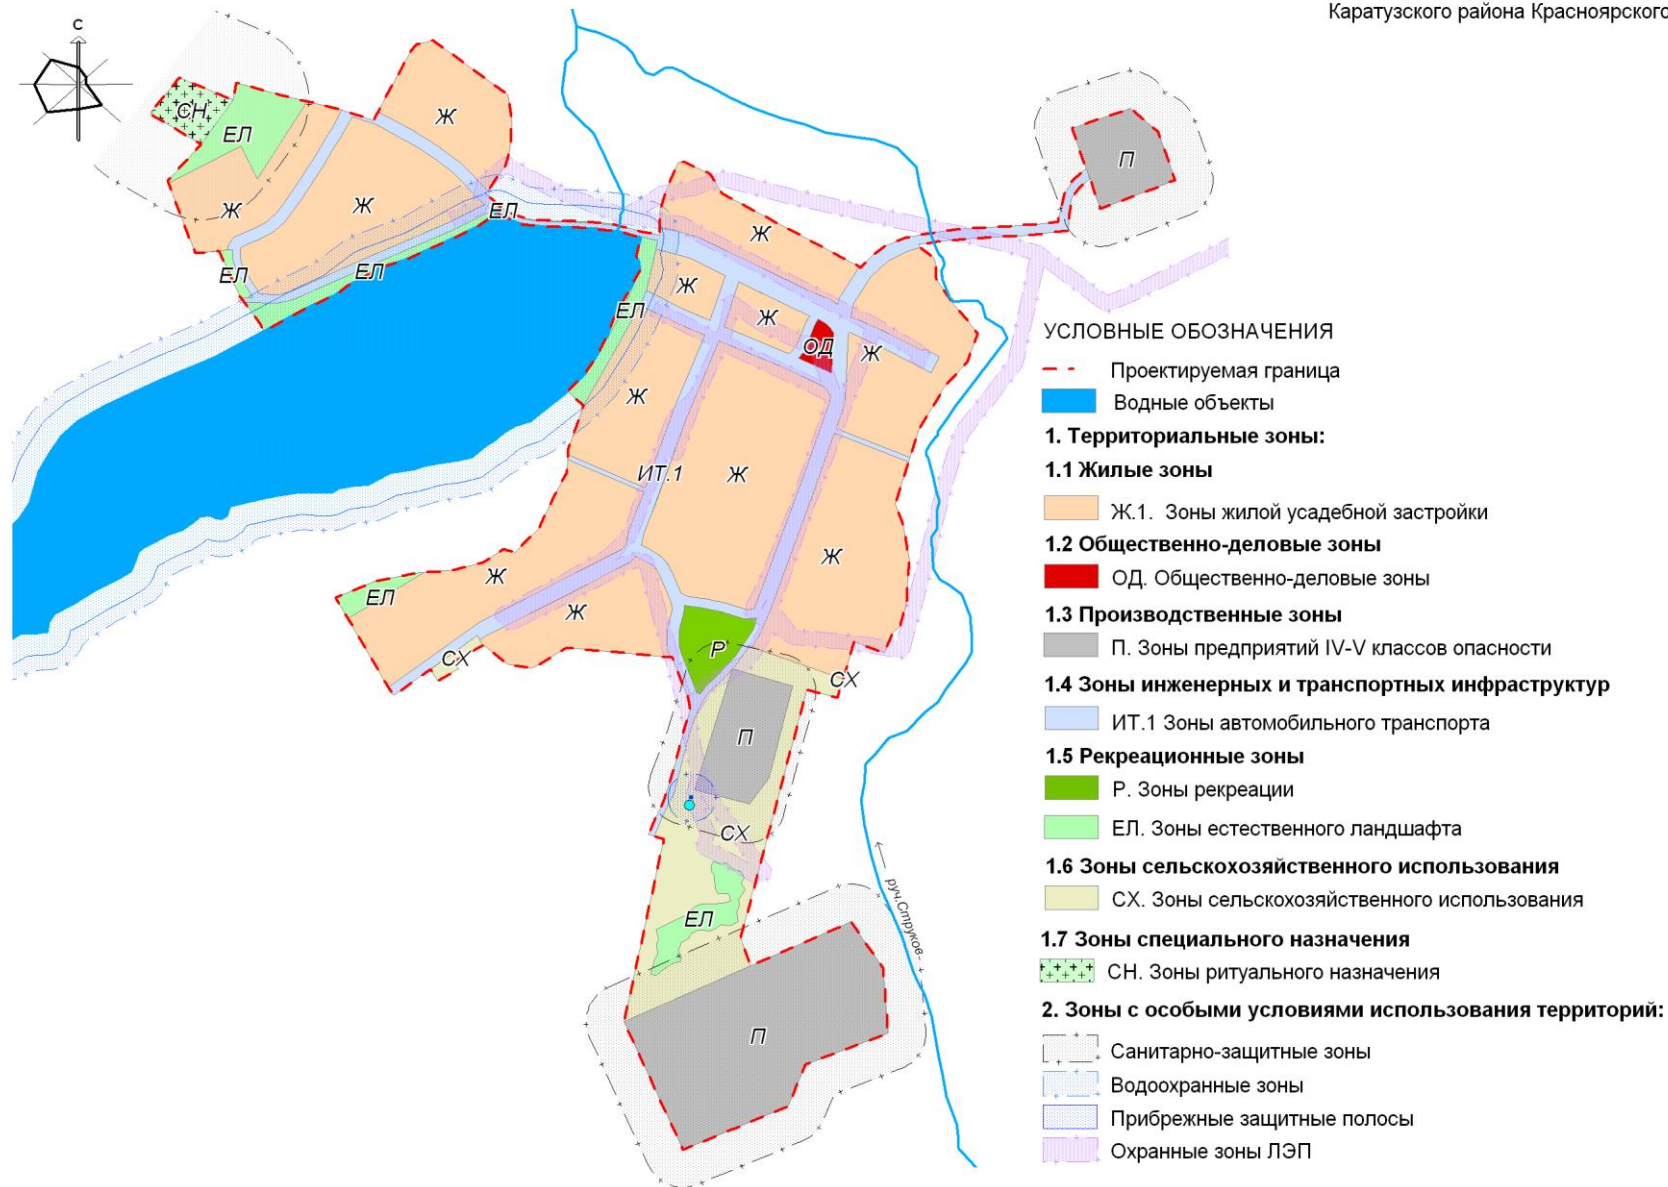 Каратузского района Красноярского
С
СН
ЕЛ
Ж
Ж
Ж
ЕЛ
ЕЛ
ЕЛ
П
Ж
Ж
ЕЛ
Ж
ОД
Ж
Ж
ИТ.1
Ж
Ж
Ж
ЕЛ
Ж
Р
СХ
СХ
П
СХ
ЕЛ
руч.Струков
П
УСЛОВНЫЕ ОБОЗНАЧЕНИЯ
Проектируемая граница
Водные объекты
1. Территориальные зоны:
1.1 Жилые зоны
Ж.1. Зоны жилой усадебной застройки
1.2 Общественно-деловые зоны
ОД. Общественно-деловые зоны
1.3 Производственные зоны
П. Зоны предприятий IV-V классов опасности
1.4 Зоны инженерных и транспортных инфраструктур
ИТ.1 Зоны автомобильного транспорта
1.5 Рекреационные зоны
Р. Зоны рекреации
ЕЛ. Зоны естественного ландшафта
1.6 Зоны сельскохозяйственного использования
СХ. Зоны сельскохозяйственного использования
1.7 Зоны специального назначения
СН. Зоны ритуального назначения
2. Зоны с особыми условиями использования территорий:
Санитарно-защитные зоны
Водоохранные зоны
Прибрежные защитные полосы
Охранные зоны ЛЭП